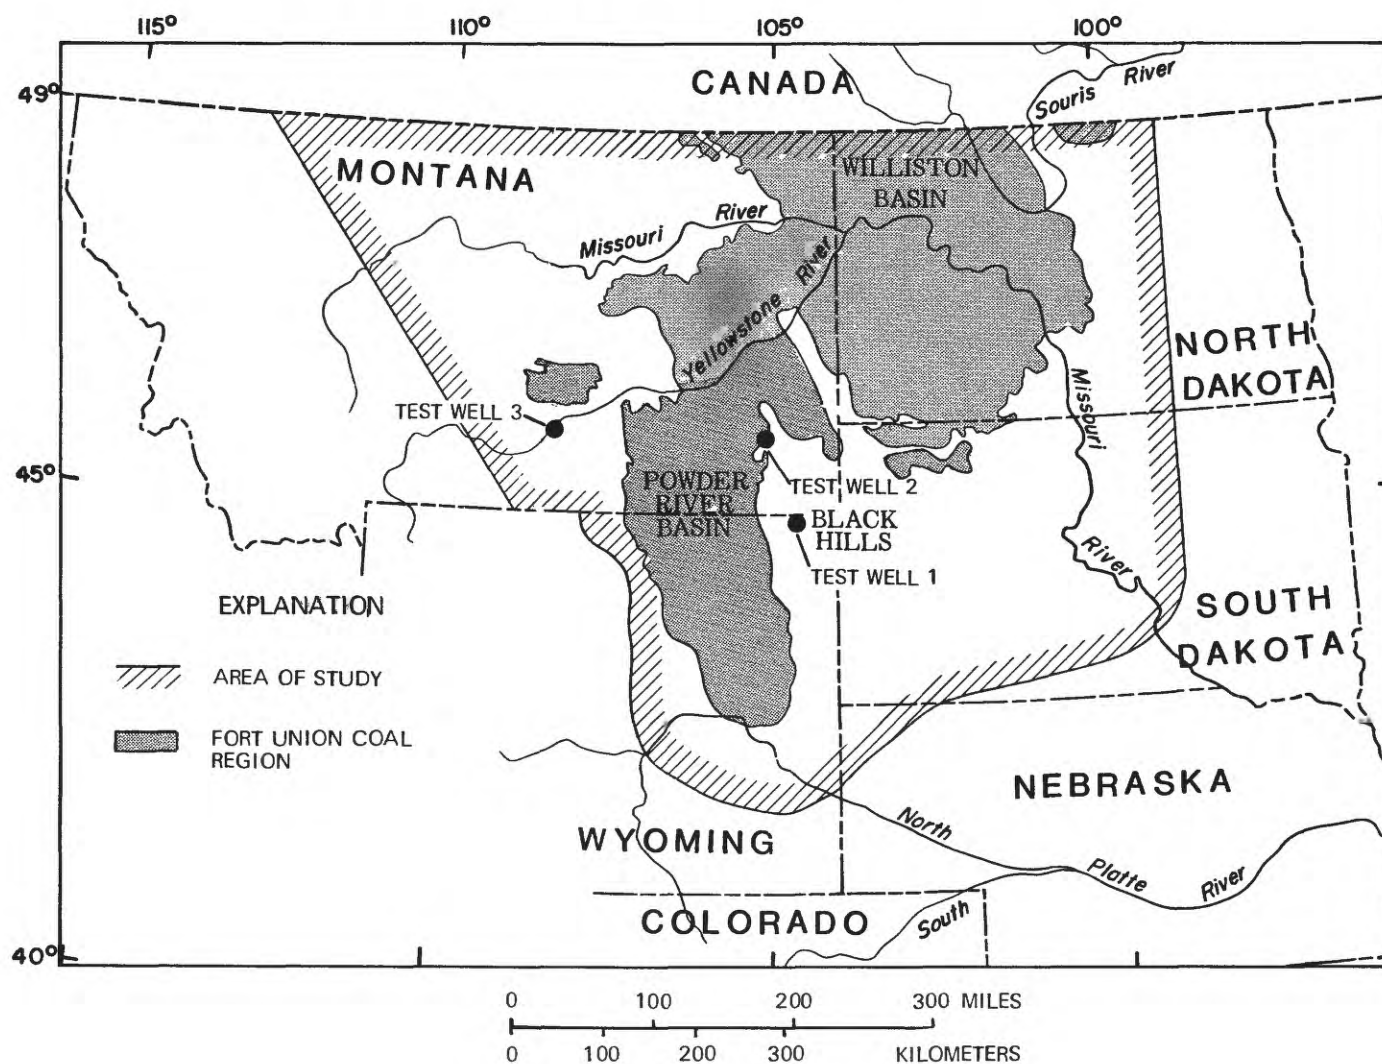 115° 110° 105° 100°
CANADA
49°
Souris River
MONTANA
WILLISTON
BASIN
Missouri River
Yellowstone River
NORTH
DAKOTA
Missouri
River
TEST WELL 3
45°
POWDER
RIVER
BASIN
TEST WELL 2
BLACK
HILLS
TEST WELL 1
EXPLANATION
AREA OF STUDY
FORT UNION COAL
REGION
SOUTH
DAKOTA
NEBRASKA
WYOMING
North Platte River
COLORADO
South
40°
0 100 200 300 MILES
0 100 200 300 KILOMETERS